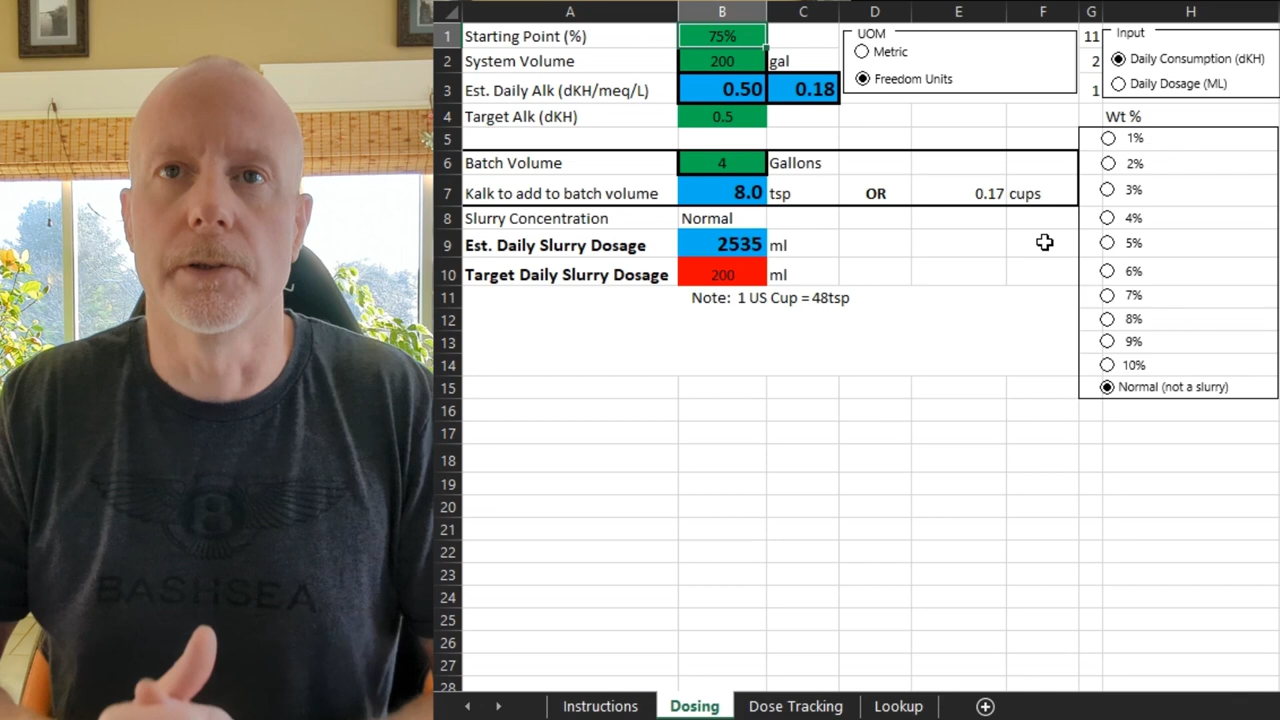 A B C D E F G H
1 Starting Point (%) 75%
2 System Volume 200 gal
3 Est. Daily Alk (dKH/meq/L) 0.50 0.18
4 Target Alk (dKH) 0.5
5
6 Batch Volume 4 Gallons
7 Kalk to add to batch volume 8.0 tsp OR 0.17 cups
8 Slurry Concentration Normal
9 Est. Daily Slurry Dosage 2535 ml
10 Target Daily Slurry Dosage 200 ml
11 Note: 1 US Cup = 48tsp
12
13
14
15
16
17
18
19
20
21
22
23
24
25
26
27
28
UOM
Metric
Freedom Units
11
2
1
Input
Daily Consumption (dKH)
Daily Dosage (ML)
Wt %
1%
2%
3%
4%
5%
6%
7%
8%
9%
10%
Normal (not a slurry)
Instructions Dosing Dose Tracking Lookup
B
BASHSEA